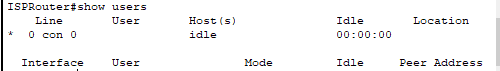 ISPRouter#show users
    Line       User       Host(s)              Idle       Location
*  0 con 0                idle                 00:00:00

  Interface    User               Mode         Idle     Peer Address